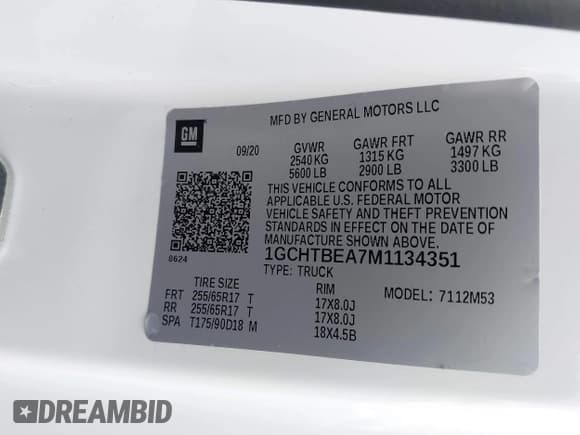 MFD BY GENERAL MOTORS LLC
GM
09/20
GVWR GAWR FRT GAWR RR
2540 KG 1315 KG 1497 KG
5600 LB 2900 LB 3300 LB
THIS VEHICLE CONFORMS TO ALL
APPLICABLE U.S. FEDERAL MOTOR
VEHICLE SAFETY AND THEFT PREVENTION
STANDARDS IN EFFECT ON THE DATE OF
MANUFACTURE SHOWN ABOVE.
8624
1GCHTBEA7M1134351
TYPE: TRUCK
TIRE SIZE RIM MODEL: 7112M53
FRT 255/65R17 T 17X8.0J
RR 255/65R17 T 17X8.0J
SPA T175/90D18 M 18X4.5B
DREAMBID